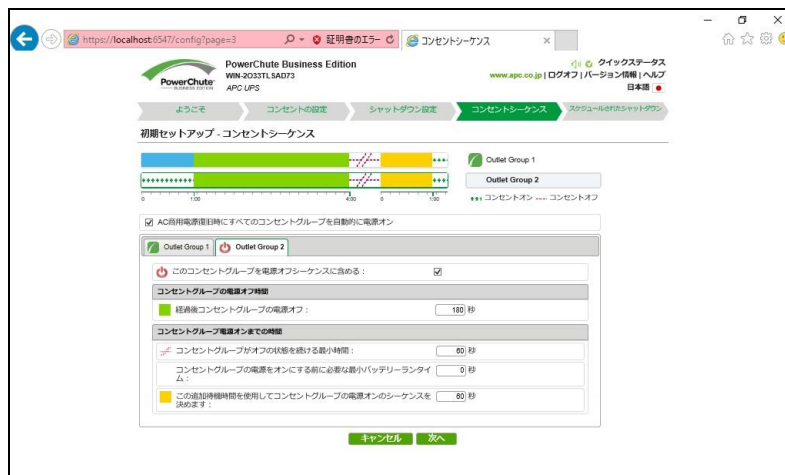 https://localhost:6547/config?page=3
証明書のエラー
コンセントシーケンス
PowerChute Business Edition
WIN-2O33TL5AD73
APC UPS
PowerChute
BUSINESS EDITION
クイックステータス
www.apc.co.jp | ログオフ | バージョン情報 | ヘルプ
日本語
ようこそ
コンセントの設定
シャットダウン設定
コンセントシーケンス
スケジュールされたシャットダウン
初期セットアップ - コンセントシーケンス
Outlet Group 1
Outlet Group 2
0 1:00 4:00 0 1:00
コンセントオン コンセントオフ
AC商用電源復旧時にすべてのコンセントグループを自動的に電源オン
Outlet Group 1 Outlet Group 2
このコンセントグループを電源オフシーケンスに含める :
コンセントグループの電源オフ時間
経過後コンセントグループの電源オフ : 180 秒
コンセントグループ電源オンまでの時間
コンセントグループがオフの状態を続ける最小時間 : 60 秒
コンセントグループの電源をオンにする前に必要な最小バッテリーランタイ 0 秒
ム :
この追加待機時間を使用してコンセントグループの電源オンのシーケンスを 60 秒
決めます :
キャンセル 次へ